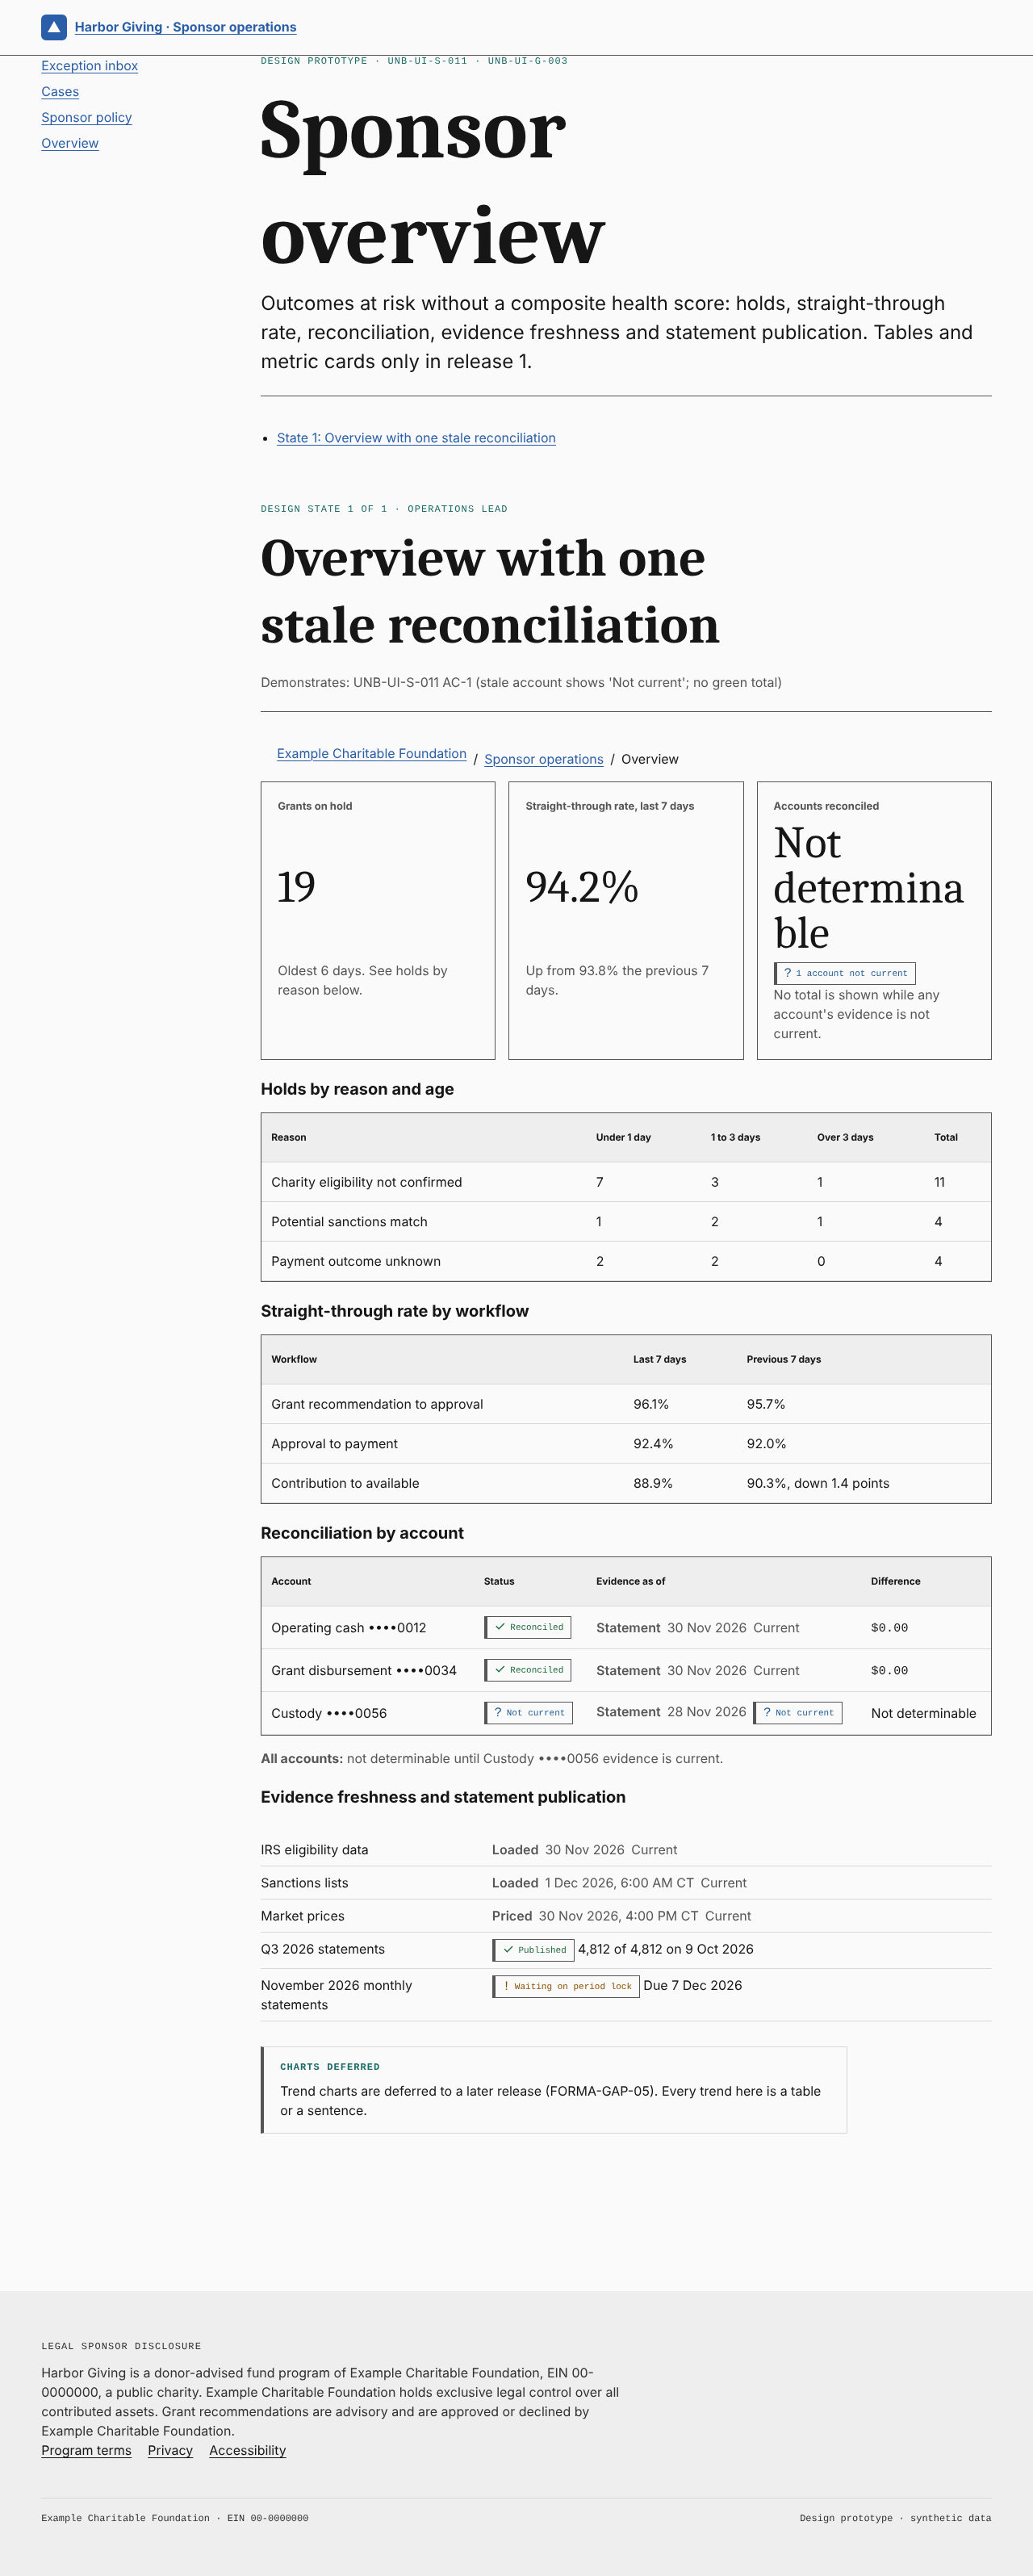 Harbor Giving · Sponsor operations
Exception inbox
Cases
Sponsor policy
Overview
DESIGN PROTOTYPE · UNB-UI-S-011 · UNB-UI-G-003
Sponsor
overview
Outcomes at risk without a composite health score: holds, straight-through
rate, reconciliation, evidence freshness and statement publication. Tables and
metric cards only in release 1.
State 1: Overview with one stale reconciliation
DESIGN STATE 1 OF 1 · OPERATIONS LEAD
Overview with one
stale reconciliation
Demonstrates: UNB-UI-S-011 AC-1 (stale account shows 'Not current'; no green total)
Example Charitable Foundation / Sponsor operations / Overview
Grants on hold
19
Oldest 6 days. See holds by
reason below.
Straight-through rate, last 7 days
94.2%
Up from 93.8% the previous 7
days.
Accounts reconciled
Not
determina
ble
? 1 account not current
No total is shown while any
account's evidence is not
current.
Holds by reason and age
Reason Under 1 day 1 to 3 days Over 3 days Total
Charity eligibility not confirmed 7 3 1 11
Potential sanctions match 1 2 1 4
Payment outcome unknown 2 2 0 4
Straight-through rate by workflow
Workflow Last 7 days Previous 7 days
Grant recommendation to approval 96.1% 95.7%
Approval to payment 92.4% 92.0%
Contribution to available 88.9% 90.3%, down 1.4 points
Reconciliation by account
Account Status Evidence as of Difference
Operating cash ••••0012 ✓ Reconciled Statement 30 Nov 2026 Current $0.00
Grant disbursement ••••0034 ✓ Reconciled Statement 30 Nov 2026 Current $0.00
Custody ••••0056 ? Not current Statement 28 Nov 2026 ? Not current Not determinable
All accounts: not determinable until Custody ••••0056 evidence is current.
Evidence freshness and statement publication
IRS eligibility data Loaded 30 Nov 2026 Current
Sanctions lists Loaded 1 Dec 2026, 6:00 AM CT Current
Market prices Priced 30 Nov 2026, 4:00 PM CT Current
Q3 2026 statements ✓ Published 4,812 of 4,812 on 9 Oct 2026
November 2026 monthly
statements ! Waiting on period lock Due 7 Dec 2026
CHARTS DEFERRED
Trend charts are deferred to a later release (FORMA-GAP-05). Every trend here is a table
or a sentence.
LEGAL SPONSOR DISCLOSURE
Harbor Giving is a donor-advised fund program of Example Charitable Foundation, EIN 00-
0000000, a public charity. Example Charitable Foundation holds exclusive legal control over all
contributed assets. Grant recommendations are advisory and are approved or declined by
Example Charitable Foundation.
Program terms Privacy Accessibility
Example Charitable Foundation · EIN 00-0000000
Design prototype · synthetic data